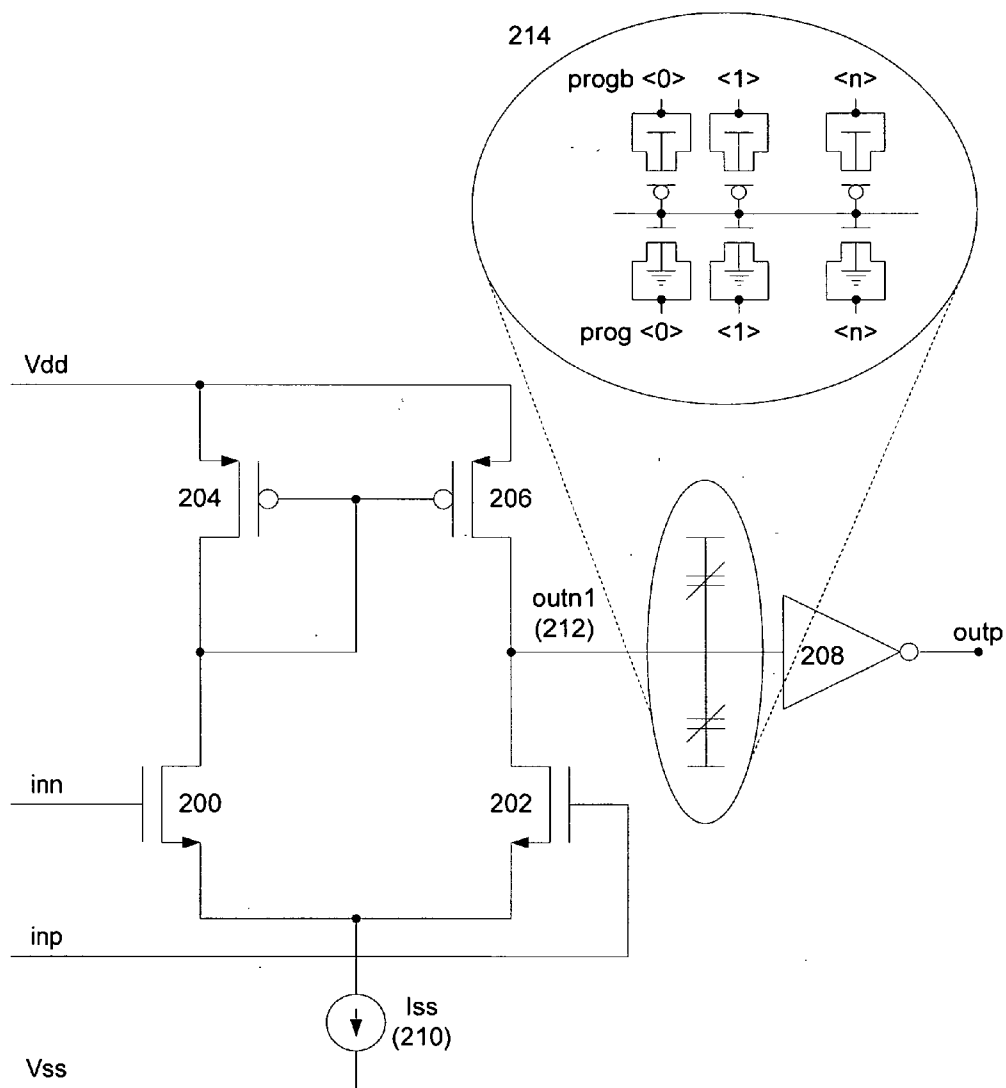 214
progb <0> <1> <n>
prog <0> <1> <n>
Vdd
204
206
outn1
(212)
208
outp
inn
200
202
inp
Iss
(210)
Vss